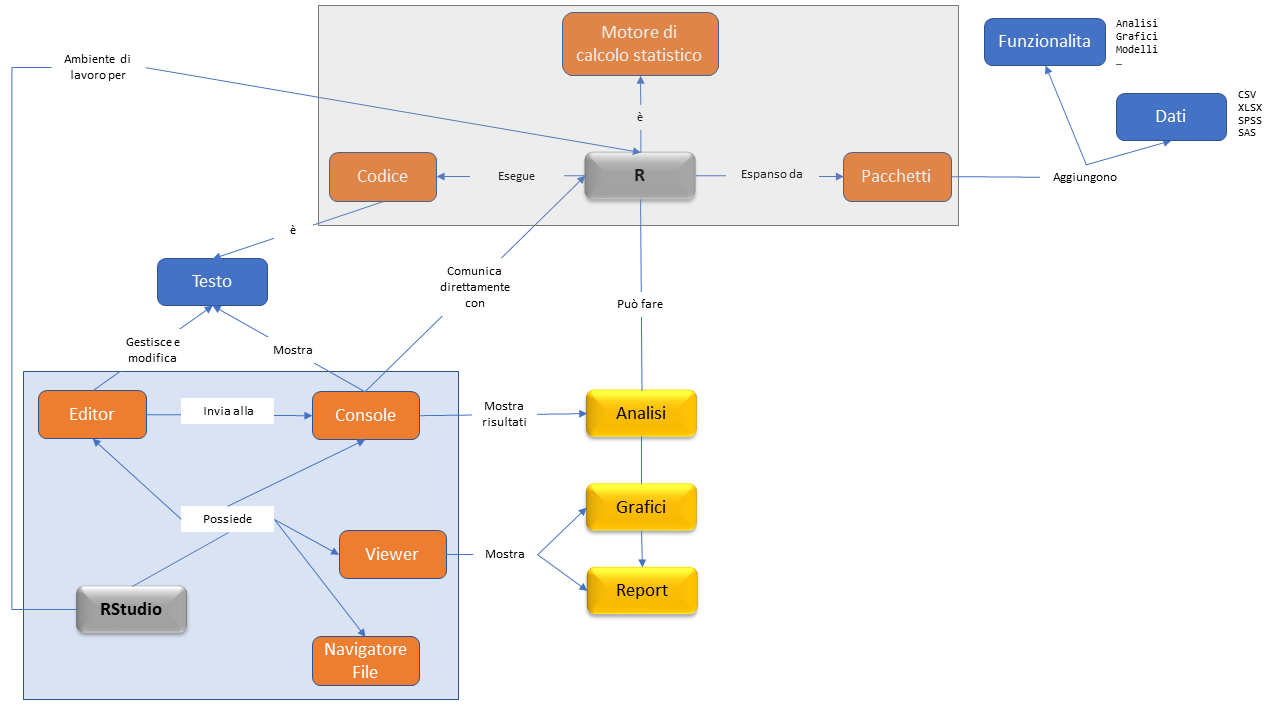 Motore di
calcolo statistico
Funzionalita
Analisi
Grafici
Modelli
…
Ambiente di
lavoro per
è
Dati
CSV
XLSX
SPSS
SAS
Codice
Esegue
R
Espanso da
Pacchetti
Aggiungono
è
Testo
Comunica
direttamente
con
Può fare
Gestisce e
modifica
Mostra
Editor
Invia alla
Console
Mostra
risultati
Analisi
Grafici
Possiede
Viewer
Mostra
Report
RStudio
Navigatore
File